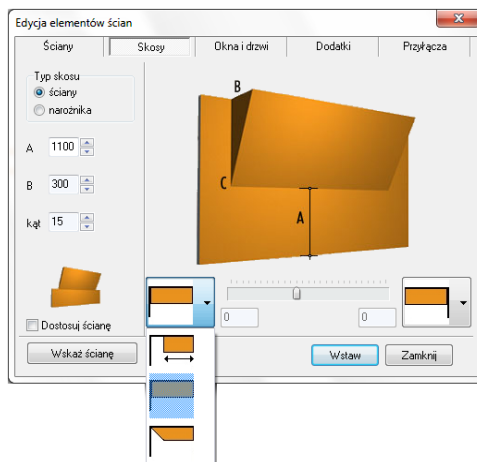 Edycja elementów ścian
Ściany Skosy Okna i drzwi Dodatki Przyłącza
Typ skosu
ściany
narożnika
A 1100
B 300
kąt 15
B
C
A
0 0
Dostosuj ścianę
Wskaż ścianę Wstaw Zamknij